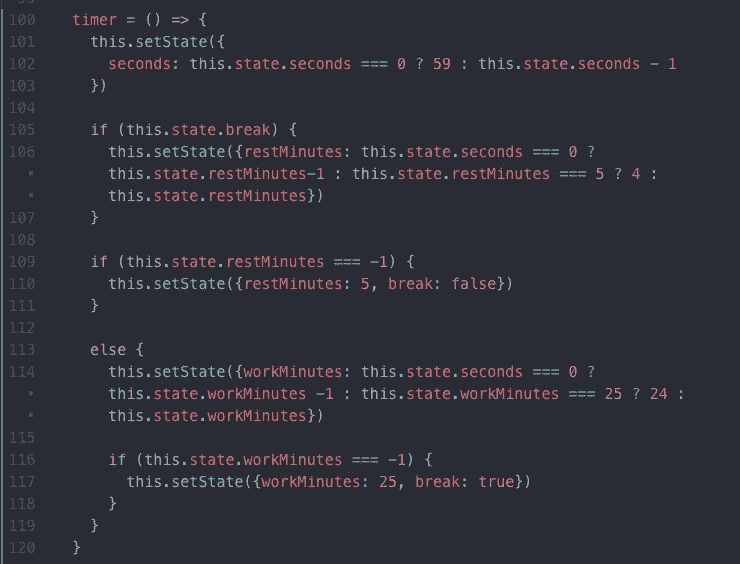 100 timer = () => {
101 this.setState({
102 seconds: this.state.seconds === 0 ? 59 : this.state.seconds - 1
103 })
104
105 if (this.state.break) {
106 this.setState({restMinutes: this.state.seconds === 0 ?
• this.state.restMinutes-1 : this.state.restMinutes === 5 ? 4 :
• this.state.restMinutes})
107 }
108
109 if (this.state.restMinutes === -1) {
110 this.setState({restMinutes: 5, break: false})
111 }
112
113 else {
114 this.setState({workMinutes: this.state.seconds === 0 ?
• this.state.workMinutes -1 : this.state.workMinutes === 25 ? 24 :
• this.state.workMinutes})
115
116 if (this.state.workMinutes === -1) {
117 this.setState({workMinutes: 25, break: true})
118 }
119 }
120 }